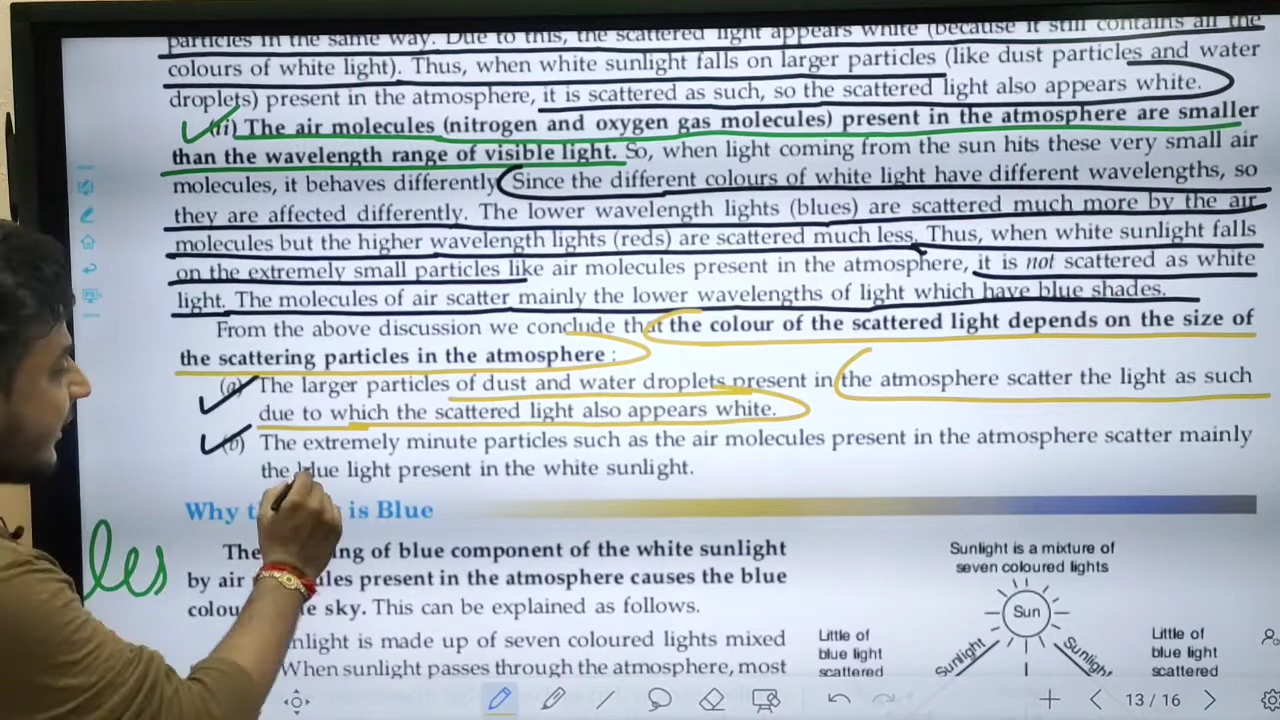 particles in the same way. Due to this, the scattered light appears white (because it still contains all the
colours of white light). Thus, when white sunlight falls on larger particles (like dust particles and water
droplets) present in the atmosphere, it is scattered as such, so the scattered light also appears white.
(ii) The air molecules (nitrogen and oxygen gas molecules) present in the atmosphere are smaller
than the wavelength range of visible light. So, when light coming from the sun hits these very small air
molecules, it behaves differently. Since the different colours of white light have different wavelengths, so
they are affected differently. The lower wavelength lights (blues) are scattered much more by the air
molecules but the higher wavelength lights (reds) are scattered much less. Thus, when white sunlight falls
on the extremely small particles like air molecules present in the atmosphere, it is not scattered as white
light. The molecules of air scatter mainly the lower wavelengths of light which have blue shades.
From the above discussion we conclude that the colour of the scattered light depends on the size of
the scattering particles in the atmosphere :
(a) The larger particles of dust and water droplets present in the atmosphere scatter the light as such
due to which the scattered light also appears white.
(b) The extremely minute particles such as the air molecules present in the atmosphere scatter mainly
the blue light present in the white sunlight.
Why is Blue
The of blue component of the white sunlight
by air present in the atmosphere causes the blue
sky. This can be explained as follows.
les
is made up of seven coloured lights mixed
When sunlight passes through the atmosphere, most
Sunlight is a mixture of
seven coloured lights
Sun
Sunlight
Sunlight
Little of
blue light
scattered
Little of
blue light
scattered
13 / 16